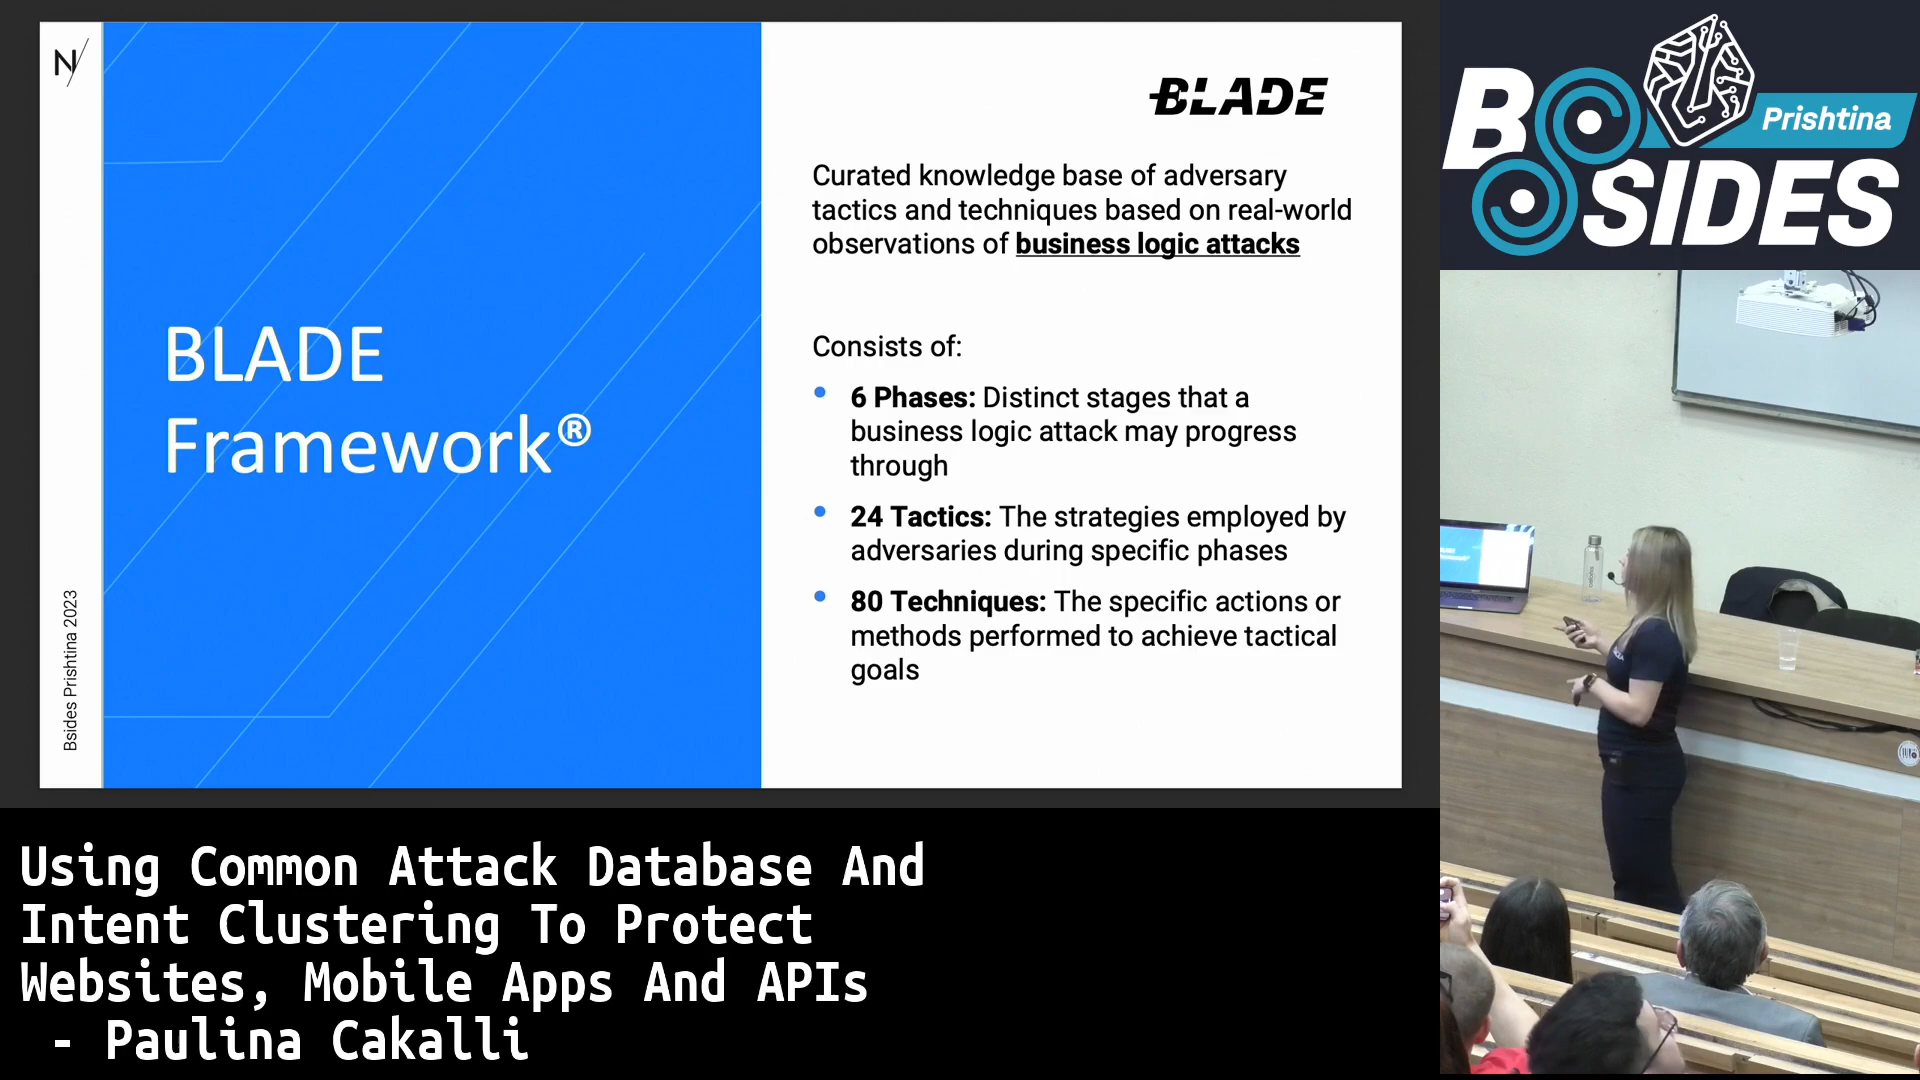 N/
BLADE
Framework®
Bsides Prishtina 2023
BLADE
Curated knowledge base of adversary
tactics and techniques based on real-world
observations of business logic attacks
Consists of:
6 Phases: Distinct stages that a
business logic attack may progress
through
24 Tactics: The strategies employed by
adversaries during specific phases
80 Techniques: The specific actions or
methods performed to achieve tactical
goals
BSIDES
Prishtina
Using Common Attack Database And
Intent Clustering To Protect
Websites, Mobile Apps And APIs
- Paulina Cakalli